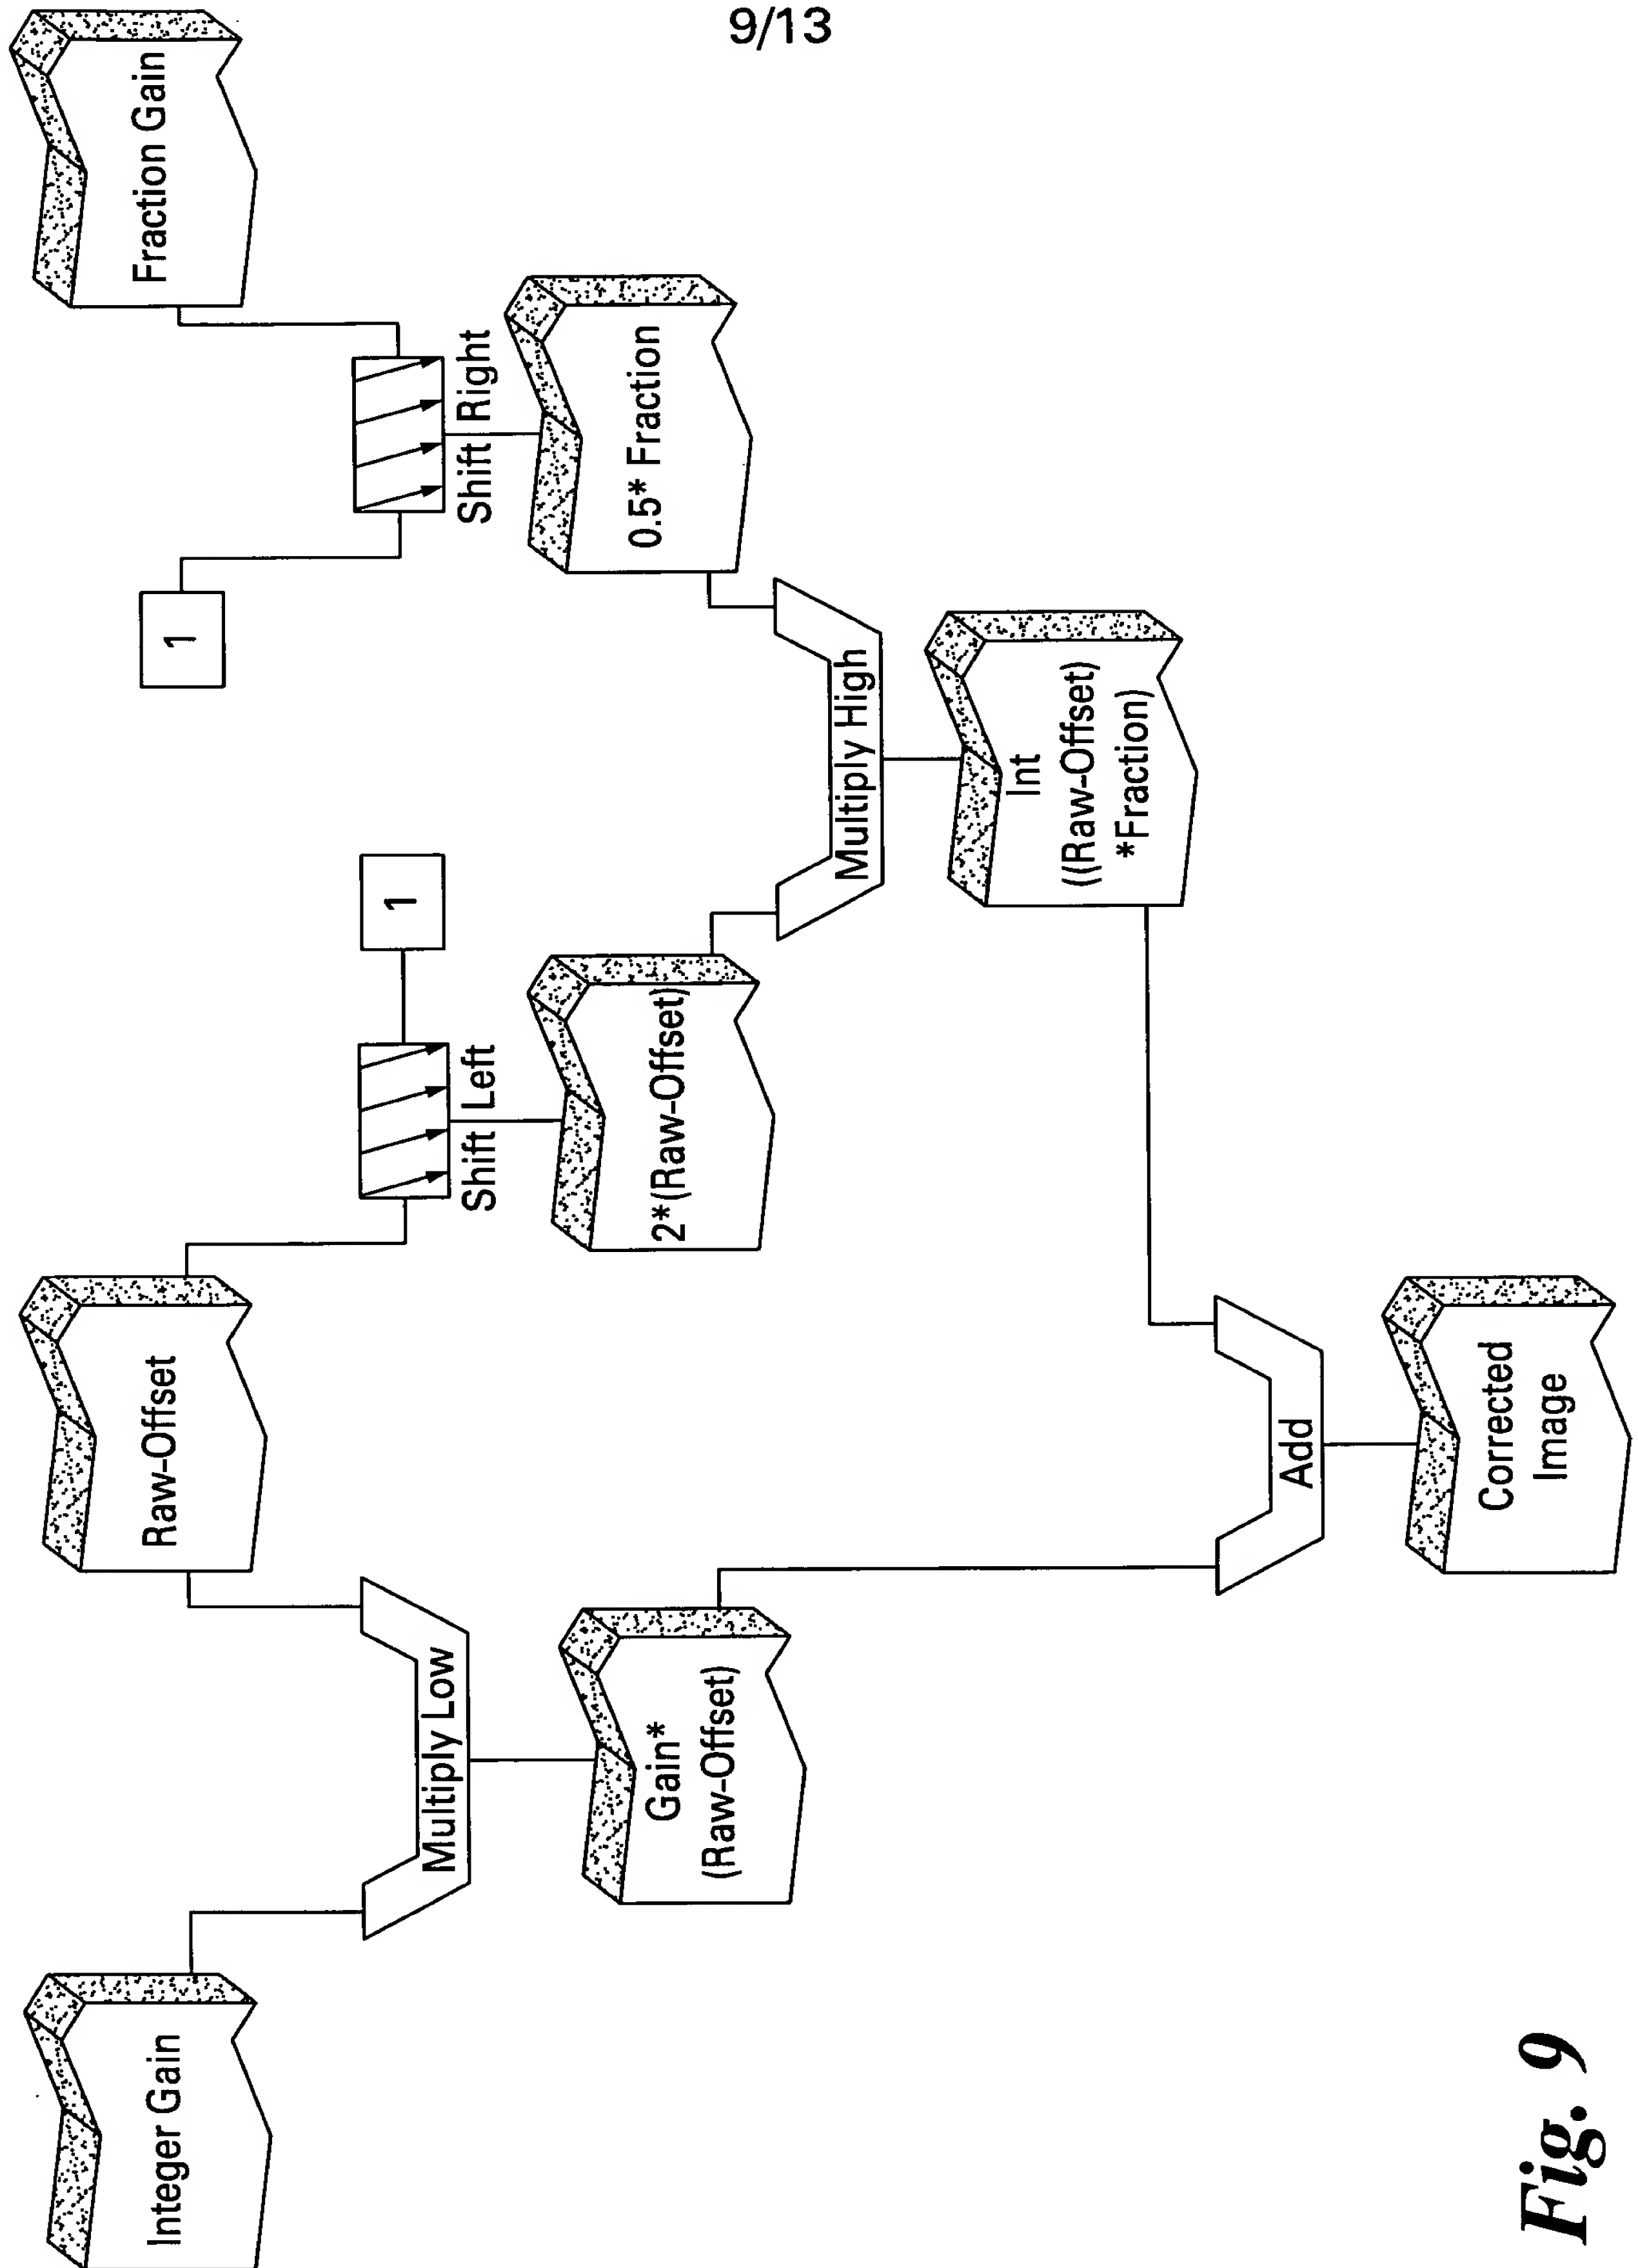 9/13
Integer Gain
Raw-Offset
Fraction Gain
1
Multiply Low
Shift Left
1
Shift Right
Gain*
(Raw-Offset)
2*(Raw-Offset)
0.5* Fraction
Multiply High
Int
((Raw-Offset)
*Fraction)
Add
Corrected
Image
Fig. 9